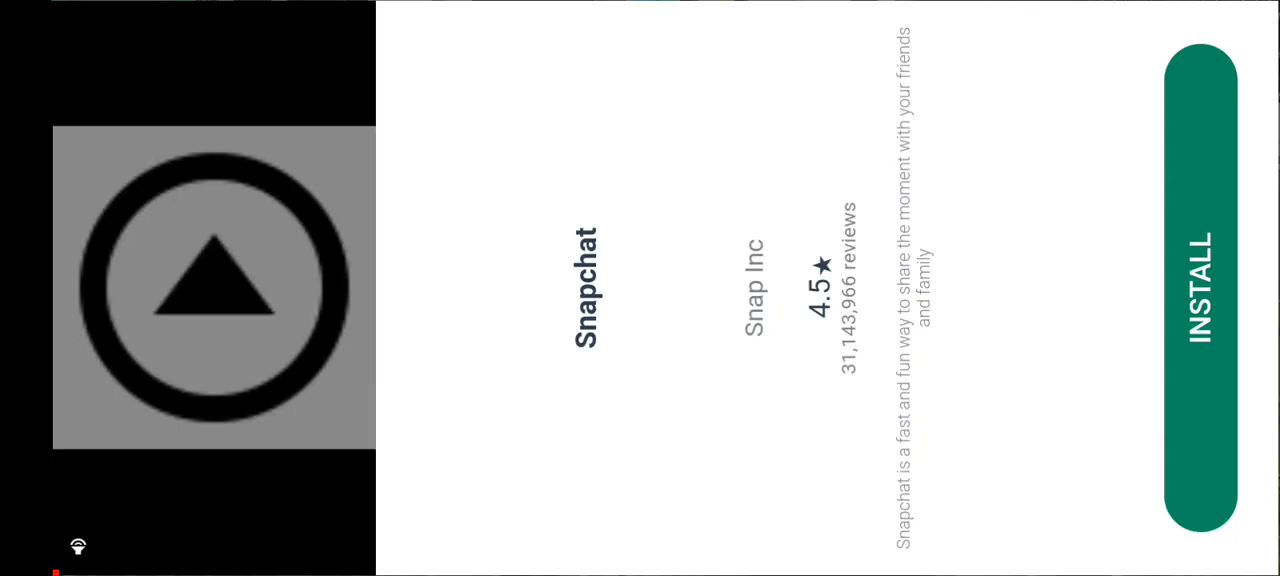 Snapchat
Snap Inc
4.5★
31,143,966 reviews
Snapchat is a fast and fun way to share the moment with your friends
and family
INSTALL